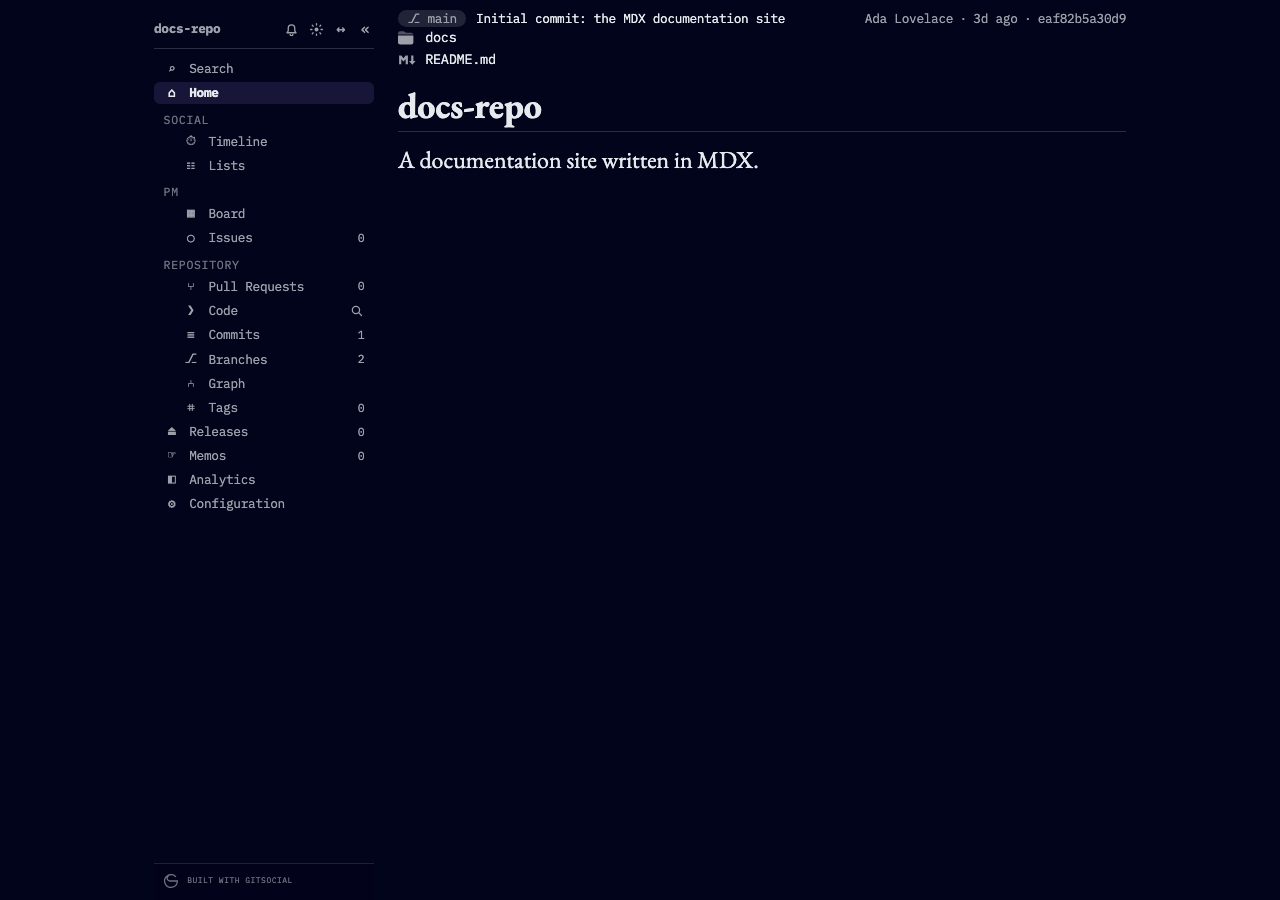 docs-repo
Search
Home
SOCIAL
Timeline
Lists
PM
Board
Issues 0
REPOSITORY
Pull Requests 0
Code
Commits 1
Branches 2
Graph
Tags 0
Releases 0
Memos 0
Analytics
Configuration
BUILT WITH GITSOCIAL
main Initial commit: the MDX documentation site Ada Lovelace · 3d ago · eaf82b5a30d9
docs
README.md
docs-repo
A documentation site written in MDX.